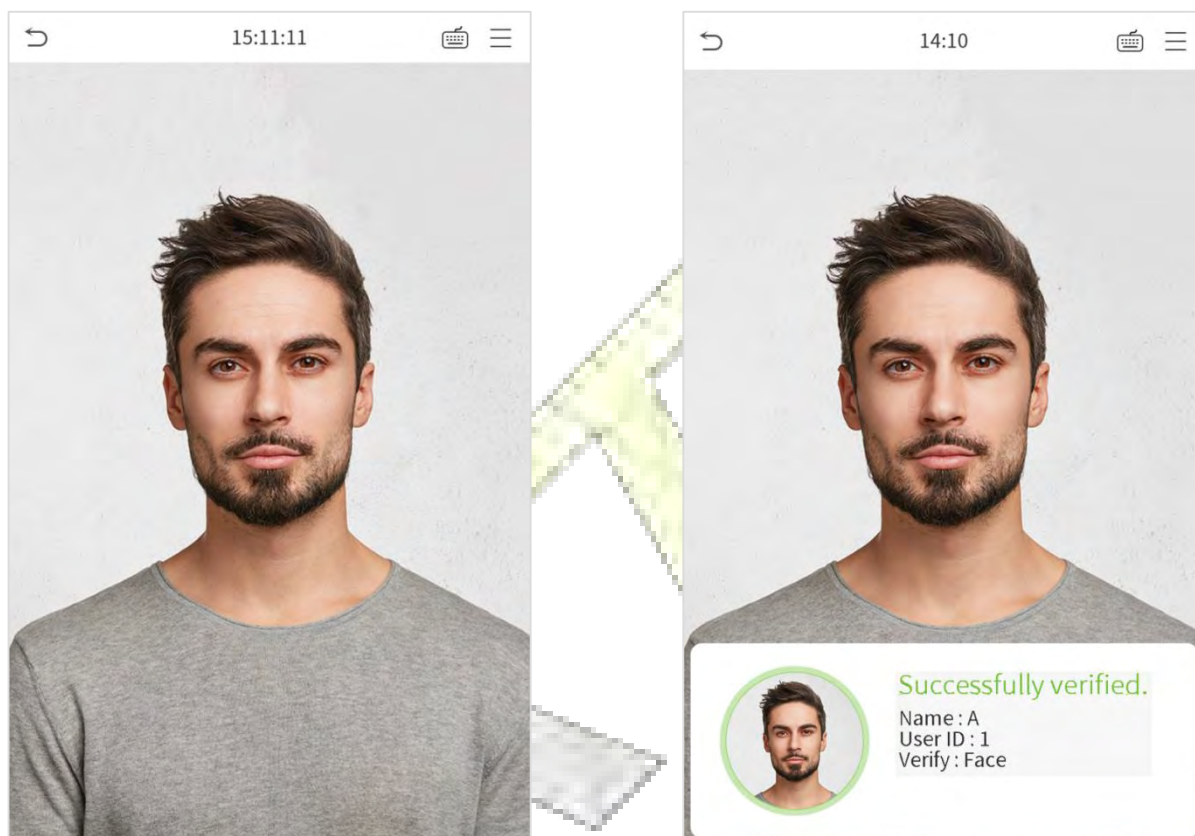 15:11:11
14:10
Successfully verified.
Name : A
User ID : 1
Verify : Face